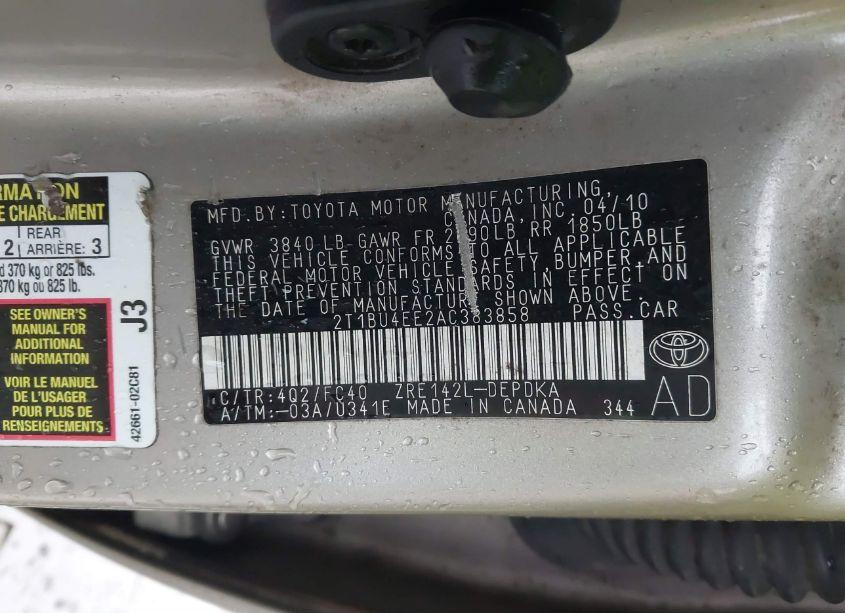 RMATION
E CHARGEMENT
2 REAR ARRIÈRE: 3
d 370 kg or 825 lbs.
370 kg ou 825 lb.
SEE OWNER'S
MANUAL FOR
ADDITIONAL
INFORMATION
VOIR LE MANUEL
DE L'USAGER
POUR PLUS DE
RENSEIGNEMENTS
J3
42661-02C81
MFD.BY:TOYOTA MOTOR MANUFACTURING,
CANADA, INC. 04/10
GVWR 3840 LB-GAWR FR 90LB RR 1850LB
THIS VEHICLE CONFORMS TO ALL APPLICABLE
FEDERAL MOTOR VEHICLE SAFETY, BUMPER, AND
THEFT PREVENTION STANDARDS IN EFFECT ON
THE DATE OF MANUFACTURE SHOWN ABOVE.
2T1BU4EE2AC383858 PASS.CAR
C/TR:4Q2/FC40 ZRE142L-DEPDKA
A/TM:-03A/U341E MADE IN CANADA 344
AD